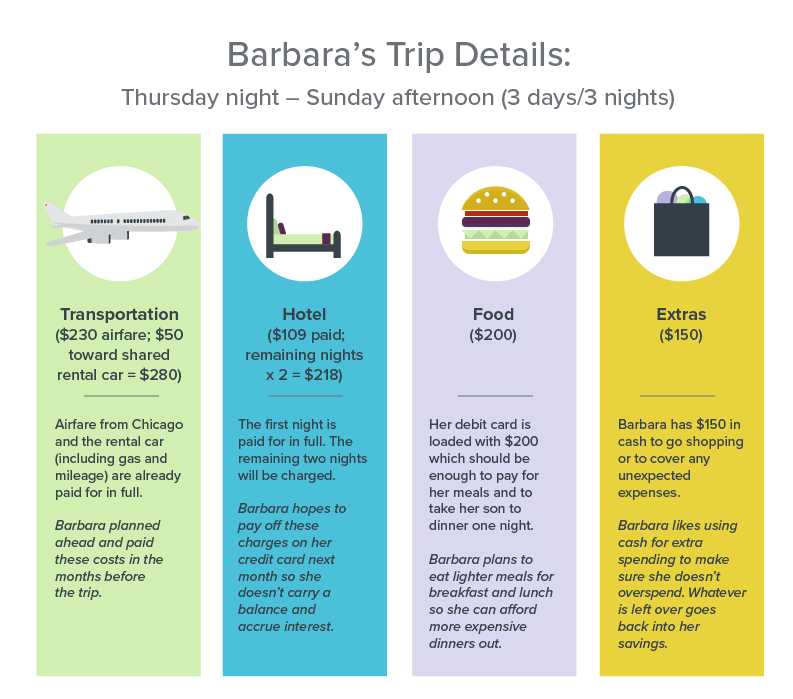 Barbara’s Trip Details:
Thursday night – Sunday afternoon (3 days/3 nights)
Transportation
($230 airfare; $50
toward shared
rental car = $280)
Airfare from Chicago
and the rental car
(including gas and
mileage) are already
paid for in full.
Barbara planned
ahead and paid
these costs in the
months before
the trip.
Hotel
($109 paid;
remaining nights
x 2 = $218)
The first night is
paid for in full. The
remaining two nights
will be charged.
Barbara hopes to
pay off these
charges on her
credit card next
month so she
doesn’t carry a
balance and
accrue interest.
Food
($200)
Her debit card is
loaded with $200
which should be
enough to pay for
her meals and to
take her son to
dinner one night.
Barbara plans to
eat lighter meals for
breakfast and lunch
so she can afford
more expensive
dinners out.
Extras
($150)
Barbara has $150 in
cash to go shopping
or to cover any
unexpected
expenses.
Barbara likes using
cash for extra
spending to make
sure she doesn’t
overspend. Whatever
is left over goes
back into her
savings.